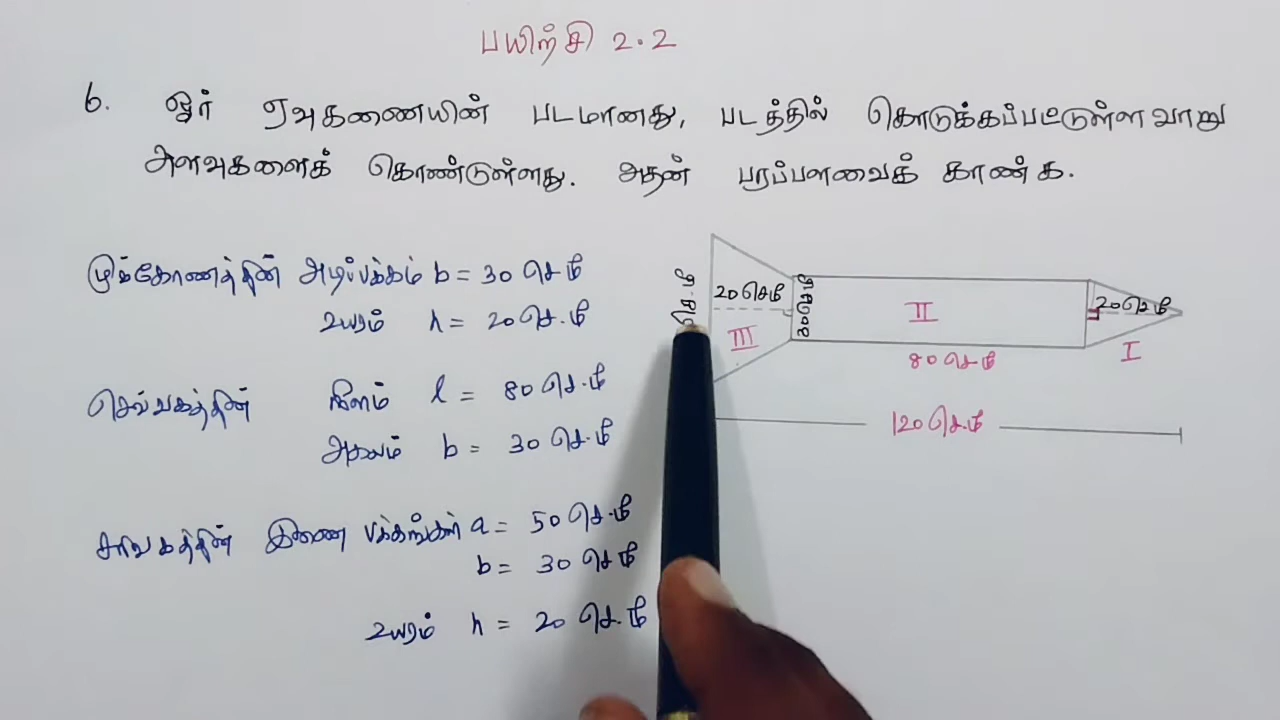 பயிற்சி 2.2
6. ஓர் ஏவுகணையின் படமானது, படத்தில் கொடுக்கப்பட்டுள்ளவாறு
அளவுகளைக் கொண்டுள்ளது. அதன் பரப்பளவைக் காண்க.
முக்கோணத்தின் அடிப்பக்கம் b = 30 செ மீ
உயரம் h = 20 செ.மீ
செவ்வகத்தின் நீளம் l = 80 செ.மீ
அகலம் b = 30 செ.மீ
சரிவகத்தின் இணை பக்கங்கள் a = 50 செ.மீ
b = 30 செ மீ
உயரம் h = 20 செ.மீ
செ.மீ
20 செமீ
III
30 செமீ
II
80 செ மீ
20 செ மீ
I
120 செ.மீ